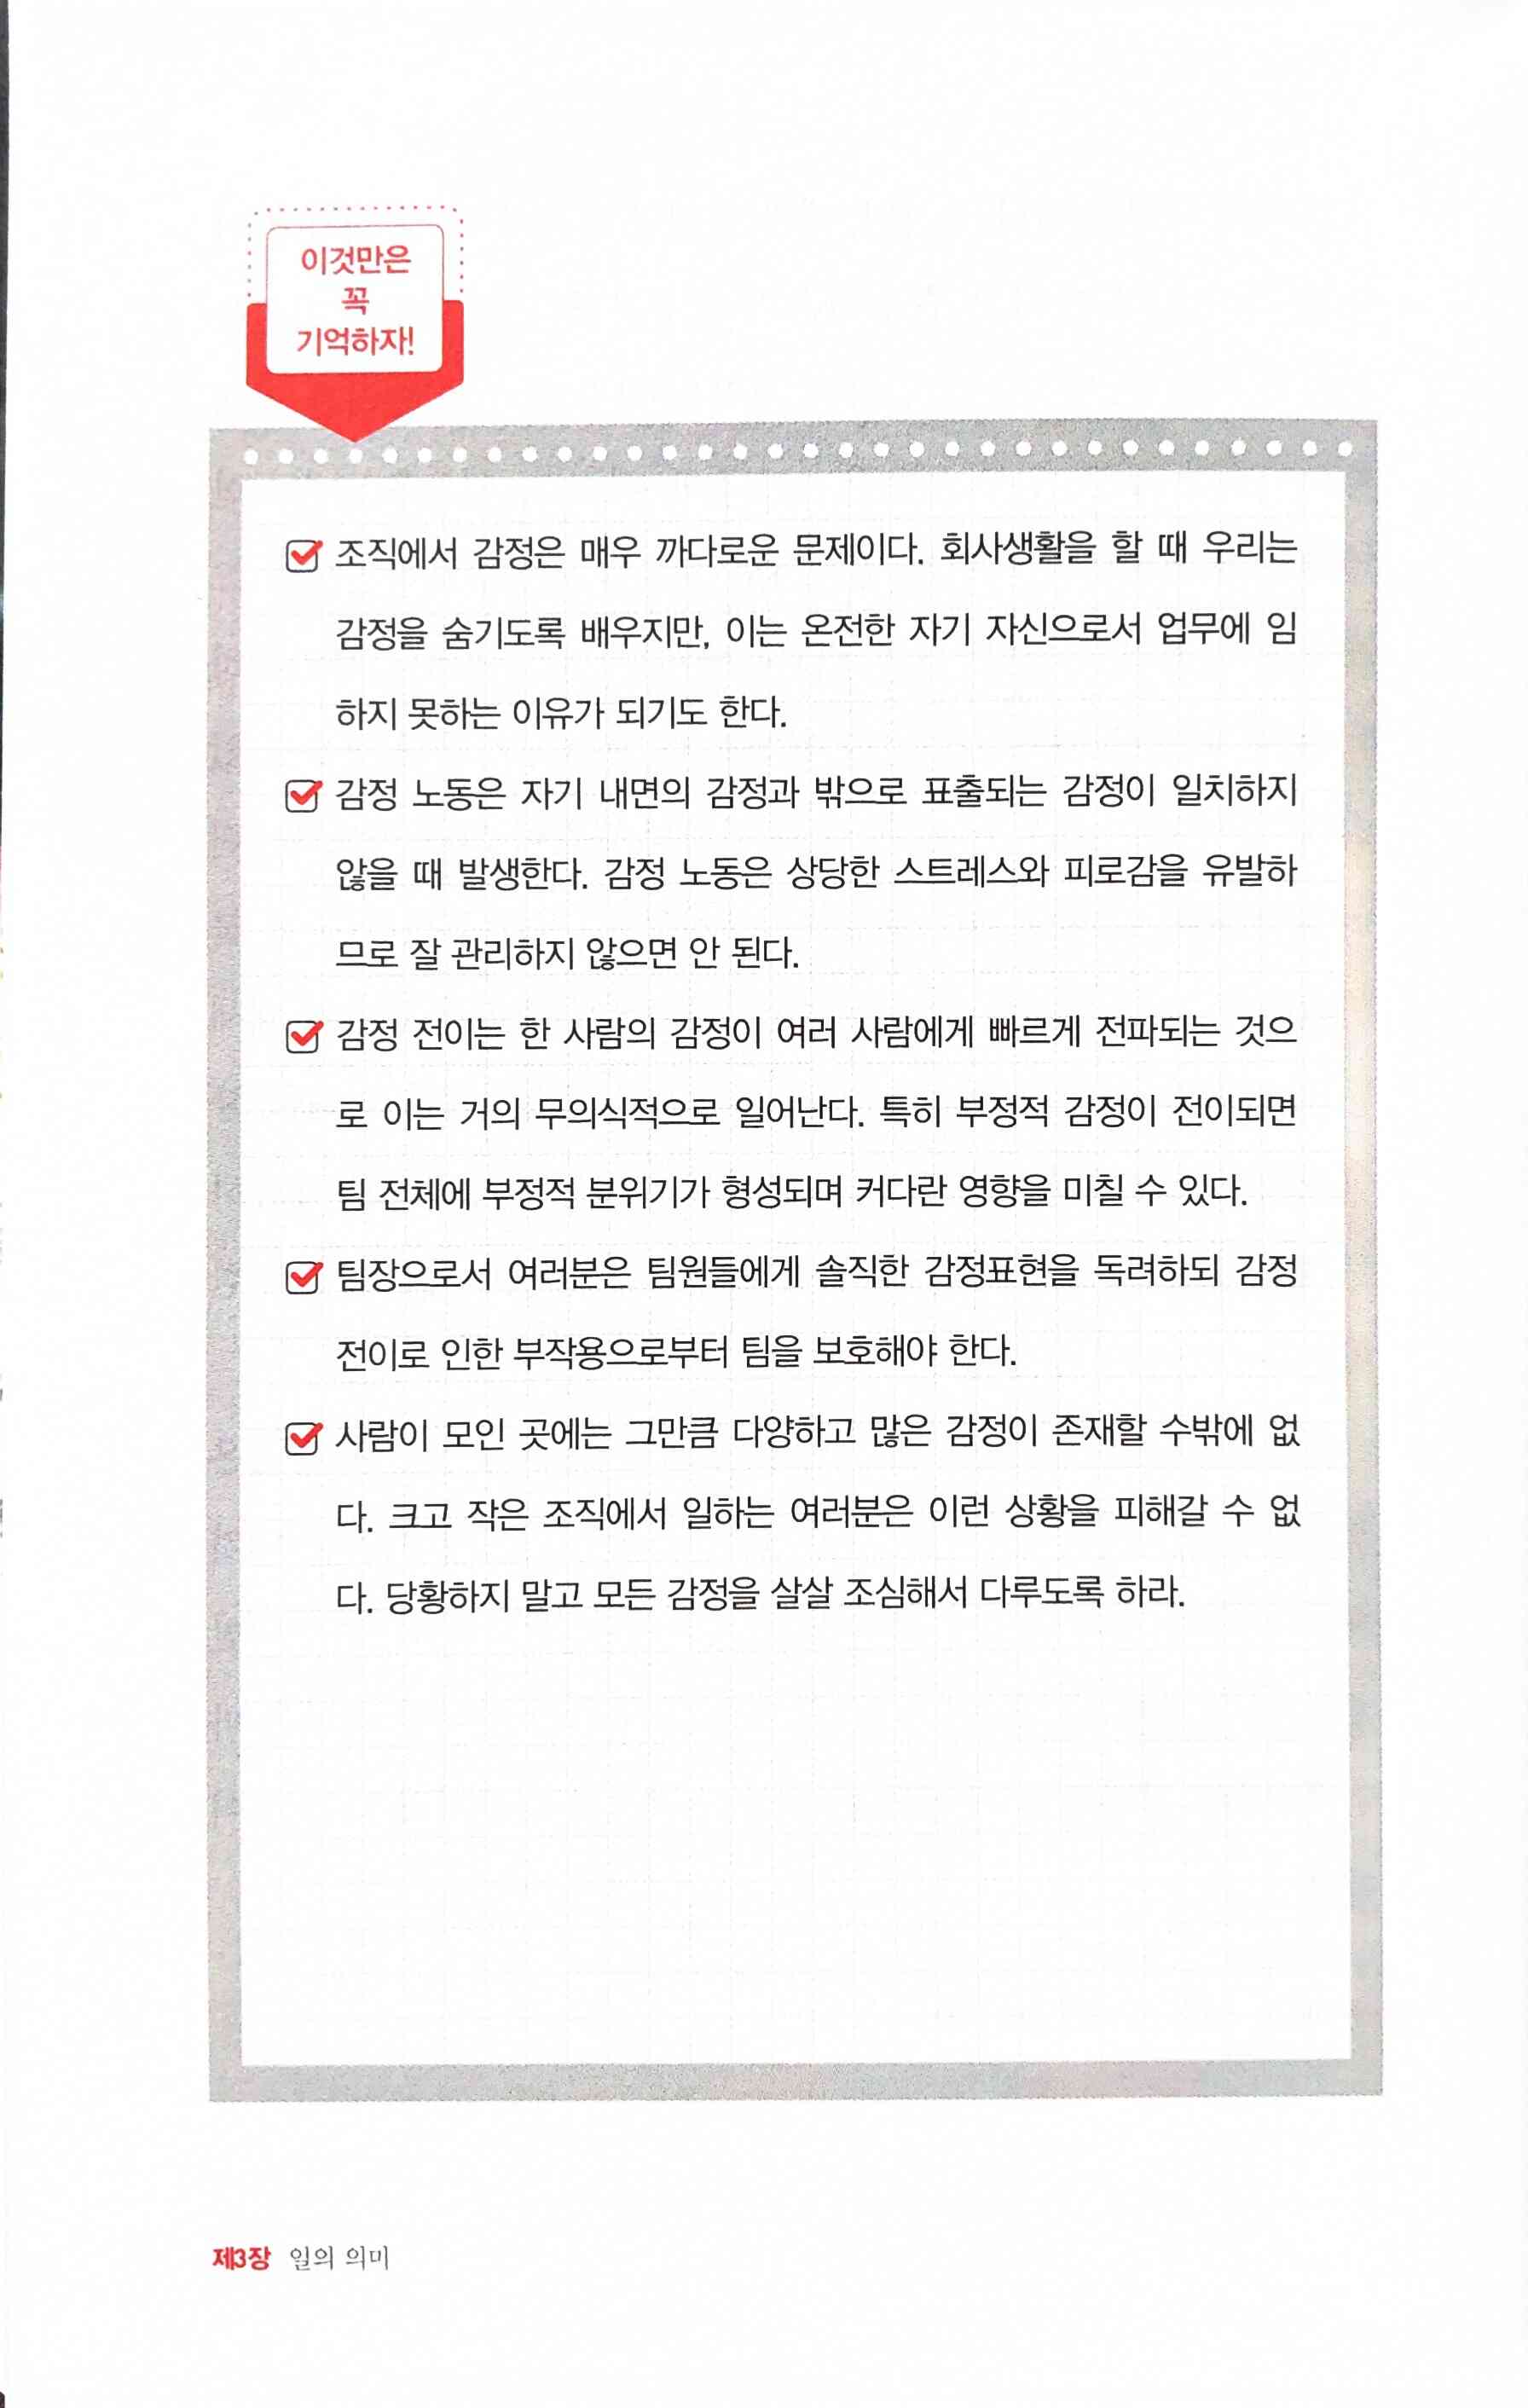 이것만은
꼭
기억하자!
조직에서 감정은 매우 까다로운 문제이다. 회사생활을 할 때 우리는
감정을 숨기도록 배우지만, 이는 온전한 자기 자신으로서 업무에 임
하지 못하는 이유가 되기도 한다.
감정 노동은 자기 내면의 감정과 밖으로 표출되는 감정이 일치하지
않을 때 발생한다. 감정 노동은 상당한 스트레스와 피로감을 유발하
므로 잘 관리하지 않으면 안 된다.
감정 전이는 한 사람의 감정이 여러 사람에게 빠르게 전파되는 것으
로 이는 거의 무의식적으로 일어난다. 특히 부정적 감정이 전이되면
팀 전체에 부정적 분위기가 형성되며 커다란 영향을 미칠 수 있다.
팀장으로서 여러분은 팀원들에게 솔직한 감정표현을 독려하되 감정
전이로 인한 부작용으로부터 팀을 보호해야 한다.
사람이 모인 곳에는 그만큼 다양하고 많은 감정이 존재할 수밖에 없
다. 크고 작은 조직에서 일하는 여러분은 이런 상황을 피해갈 수 없
다. 당황하지 말고 모든 감정을 살살 조심해서 다루도록 하라.
제3장 일의 의미